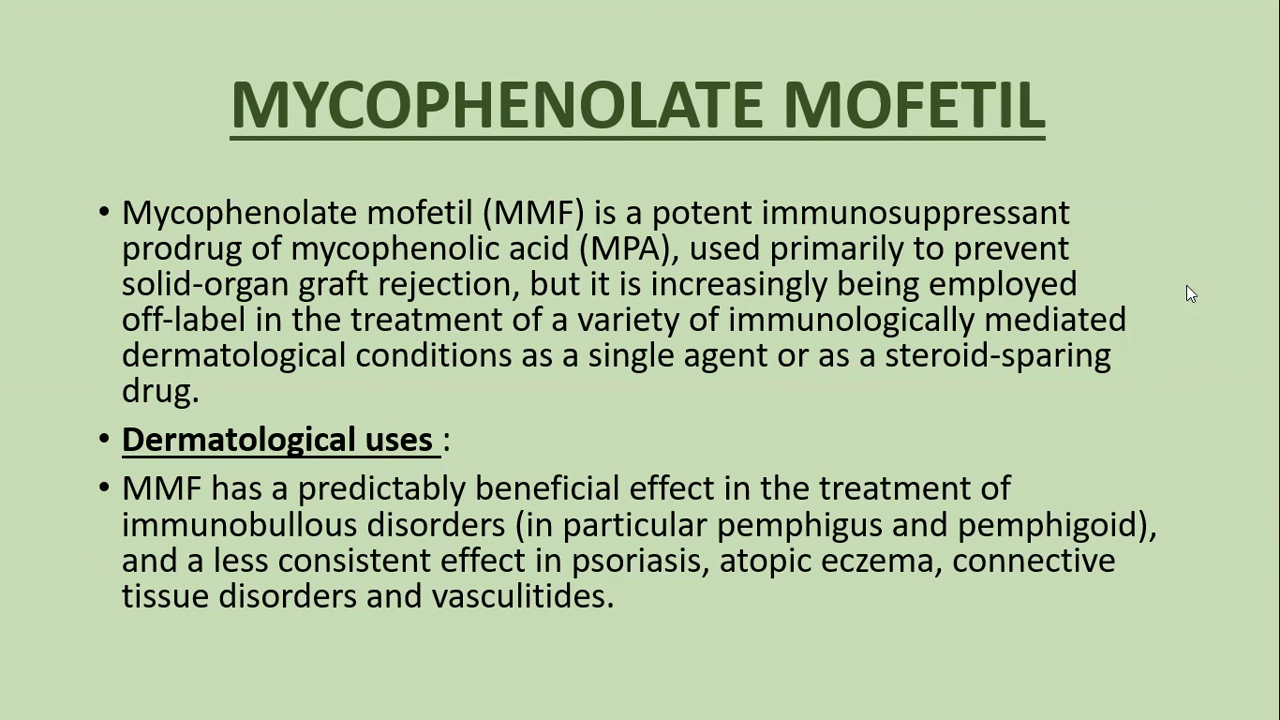 MYCOPHENOLATE MOFETIL
• Mycophenolate mofetil (MMF) is a potent immunosuppressant
prodrug of mycophenolic acid (MPA), used primarily to prevent
solid-organ graft rejection, but it is increasingly being employed
off-label in the treatment of a variety of immunologically mediated
dermatological conditions as a single agent or as a steroid-sparing
drug.
• Dermatological uses :
• MMF has a predictably beneficial effect in the treatment of
immunobullous disorders (in particular pemphigus and pemphigoid),
and a less consistent effect in psoriasis, atopic eczema, connective
tissue disorders and vasculitides.